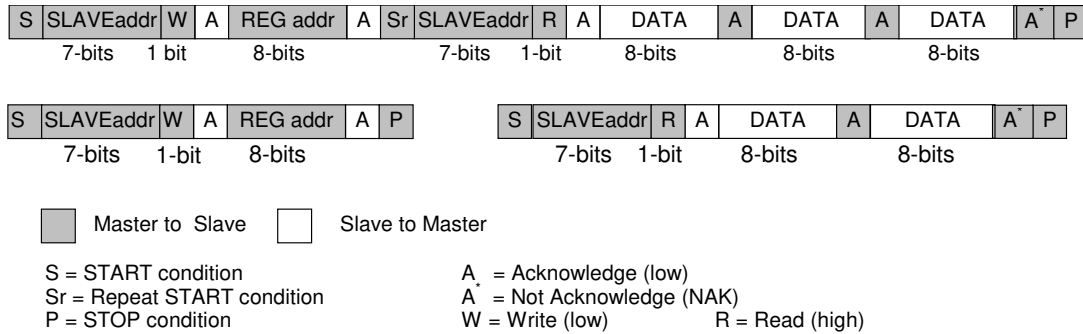 S SLAVEaddr W A REG addr A Sr SLAVEaddr R A DATA A DATA A DATA A* P
7-bits 1 bit 8-bits 7-bits 1-bit 8-bits 8-bits 8-bits
S SLAVEaddr W A REG addr A P S SLAVEaddr R A DATA A DATA A* P
7-bits 1-bit 8-bits 7-bits 1-bit 8-bits 8-bits
Master to Slave Slave to Master
S = START condition A = Acknowledge (low)
Sr = Repeat START condition A* = Not Acknowledge (NAK)
P = STOP condition W = Write (low) R = Read (high)